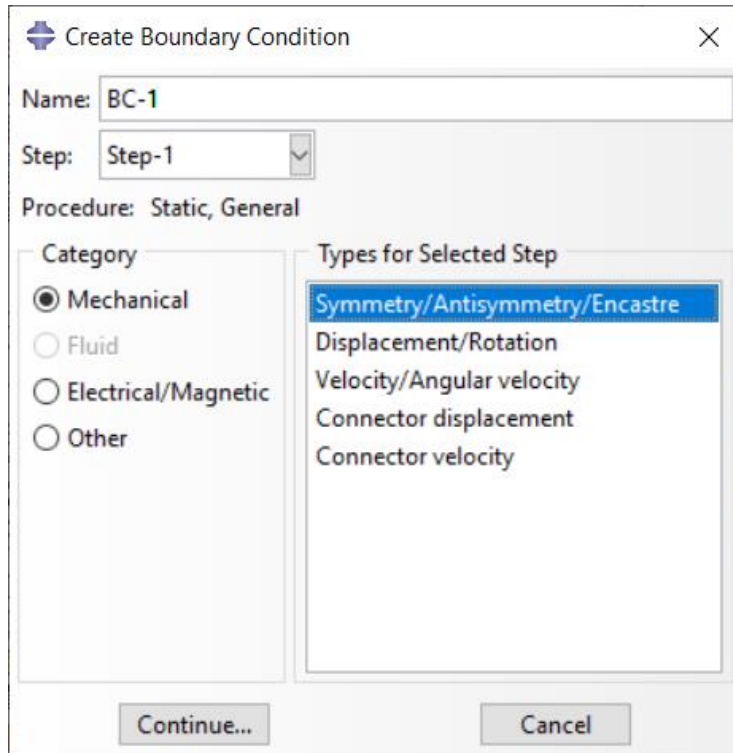 Create Boundary Condition
Name: BC-1
Step: Step-1
Procedure: Static, General
Category
Mechanical
Fluid
Electrical/Magnetic
Other
Types for Selected Step
Symmetry/Antisymmetry/Encastre
Displacement/Rotation
Velocity/Angular velocity
Connector displacement
Connector velocity
Continue...
Cancel